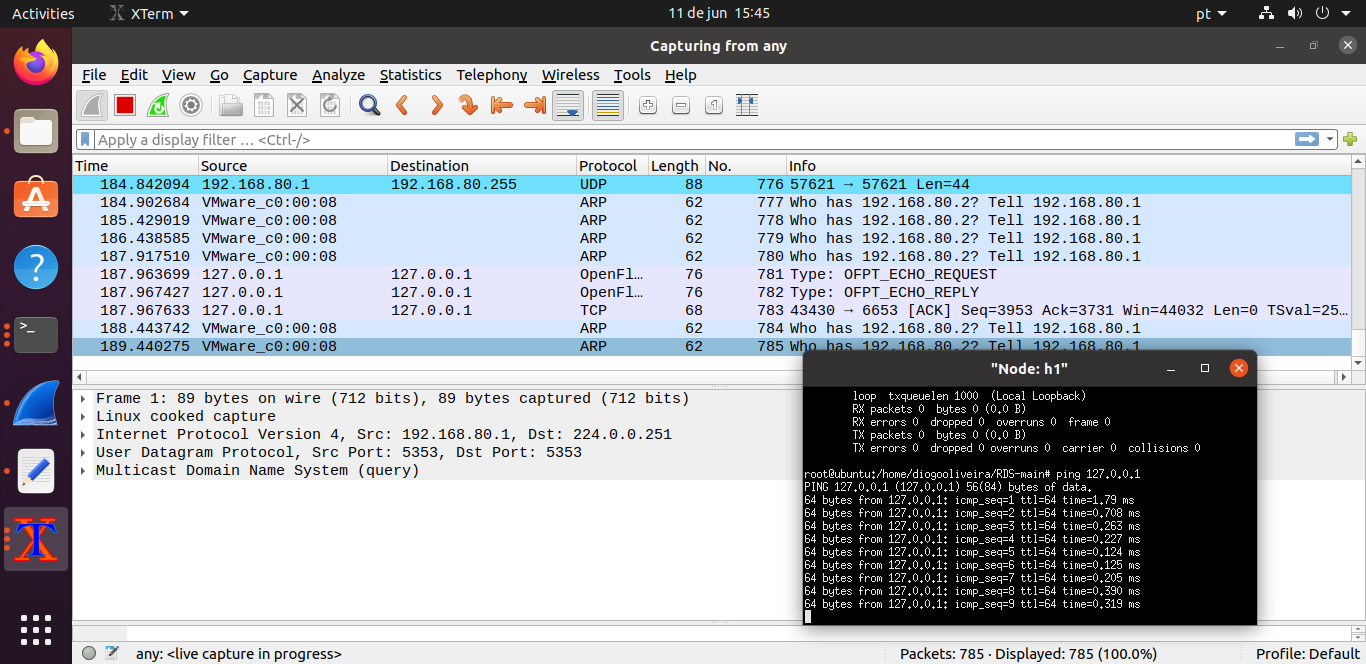 Activities XTerm 11 de jun 15:45 pt
Capturing from any
File Edit View Go Capture Analyze Statistics Telephony Wireless Tools Help
Apply a display filter … <Ctrl-/>
Time Source Destination Protocol Length No. Info
184.842094 192.168.80.1 192.168.80.255 UDP 88 776 57621 → 57621 Len=44
184.902684 VMware_c0:00:08 ARP 62 777 Who has 192.168.80.2? Tell 192.168.80.1
185.429019 VMware_c0:00:08 ARP 62 778 Who has 192.168.80.2? Tell 192.168.80.1
186.438585 VMware_c0:00:08 ARP 62 779 Who has 192.168.80.2? Tell 192.168.80.1
187.917510 VMware_c0:00:08 ARP 62 780 Who has 192.168.80.2? Tell 192.168.80.1
187.963699 127.0.0.1 127.0.0.1 OpenFl… 76 781 Type: OFPT_ECHO_REQUEST
187.967427 127.0.0.1 127.0.0.1 OpenFl… 76 782 Type: OFPT_ECHO_REPLY
187.967633 127.0.0.1 127.0.0.1 TCP 68 783 43430 → 6653 [ACK] Seq=3953 Ack=3731 Win=44032 Len=0 TSval=25…
188.443742 VMware_c0:00:08 ARP 62 784 Who has 192.168.80.2? Tell 192.168.80.1
189.440275 VMware_c0:00:08 ARP 62 785 Who has 192.168.80.2? Tell 192.168.80.1
Frame 1: 89 bytes on wire (712 bits), 89 bytes captured (712 bits)
Linux cooked capture
Internet Protocol Version 4, Src: 192.168.80.1, Dst: 224.0.0.251
User Datagram Protocol, Src Port: 5353, Dst Port: 5353
Multicast Domain Name System (query)
"Node: h1"
loop txqueuelen 1000 (Local Loopback)
RX packets 0 bytes 0 (0.0 B)
RX errors 0 dropped 0 overruns 0 frame 0
TX packets 0 bytes 0 (0.0 B)
TX errors 0 dropped 0 overruns 0 carrier 0 collisions 0
root@ubuntu:/home/diogooliveira/RDS-main# ping 127.0.0.1
PING 127.0.0.1 (127.0.0.1) 56(84) bytes of data.
64 bytes from 127.0.0.1: icmp_seq=1 ttl=64 time=1.79 ms
64 bytes from 127.0.0.1: icmp_seq=2 ttl=64 time=0.708 ms
64 bytes from 127.0.0.1: icmp_seq=3 ttl=64 time=0.263 ms
64 bytes from 127.0.0.1: icmp_seq=4 ttl=64 time=0.227 ms
64 bytes from 127.0.0.1: icmp_seq=5 ttl=64 time=0.124 ms
64 bytes from 127.0.0.1: icmp_seq=6 ttl=64 time=0.125 ms
64 bytes from 127.0.0.1: icmp_seq=7 ttl=64 time=0.205 ms
64 bytes from 127.0.0.1: icmp_seq=8 ttl=64 time=0.390 ms
64 bytes from 127.0.0.1: icmp_seq=9 ttl=64 time=0.319 ms
any: <live capture in progress> Packets: 785 · Displayed: 785 (100.0%) Profile: Default